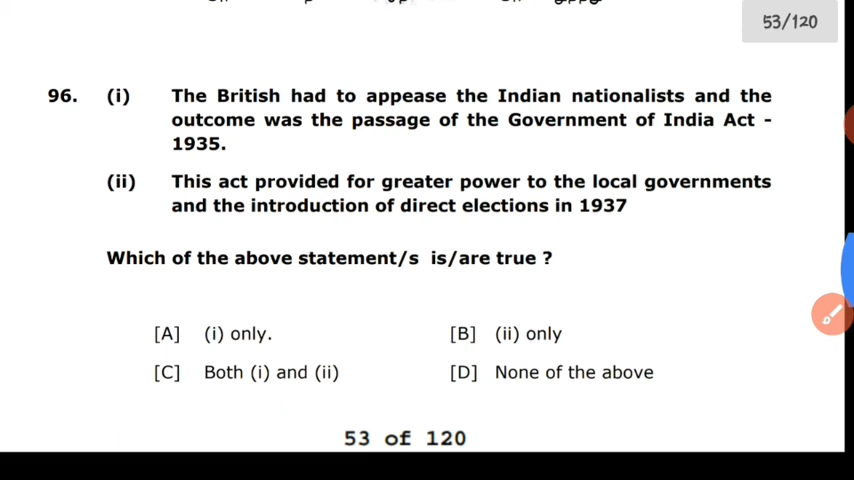 53/120
96. (i) The British had to appease the Indian nationalists and the
outcome was the passage of the Government of India Act -
1935.
(ii) This act provided for greater power to the local governments
and the introduction of direct elections in 1937
Which of the above statement/s is/are true ?
[A] (i) only. [B] (ii) only
[C] Both (i) and (ii) [D] None of the above
53 of 120